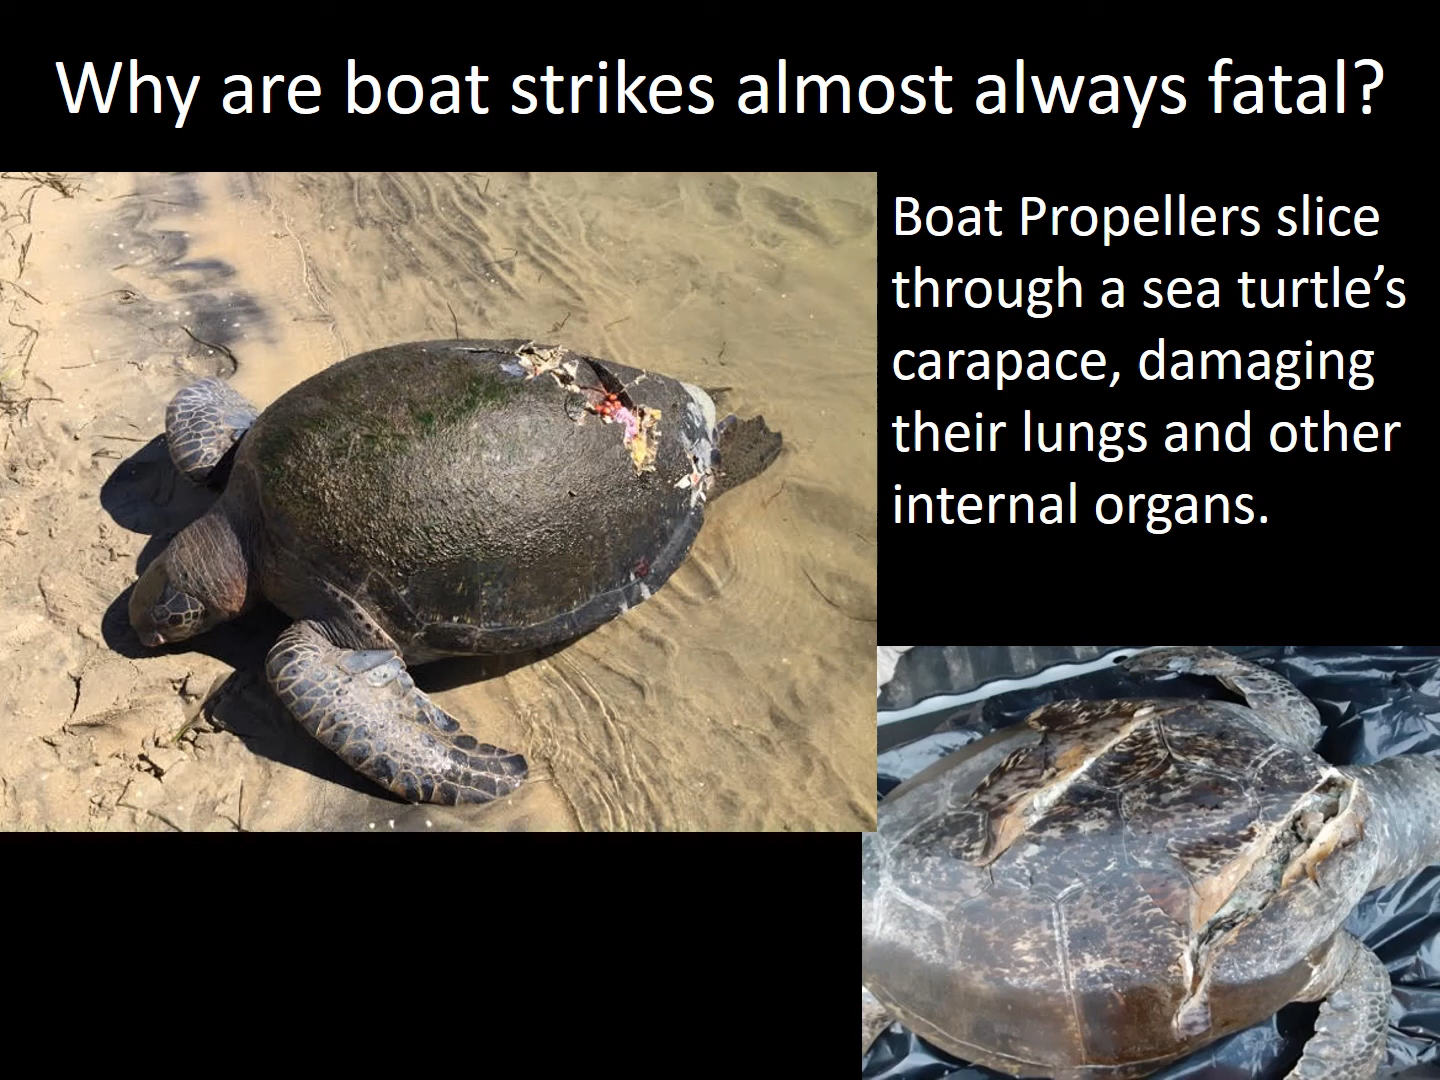 Why are boat strikes almost always fatal?
Boat Propellers slice
through a sea turtle’s
carapace, damaging
their lungs and other
internal organs.